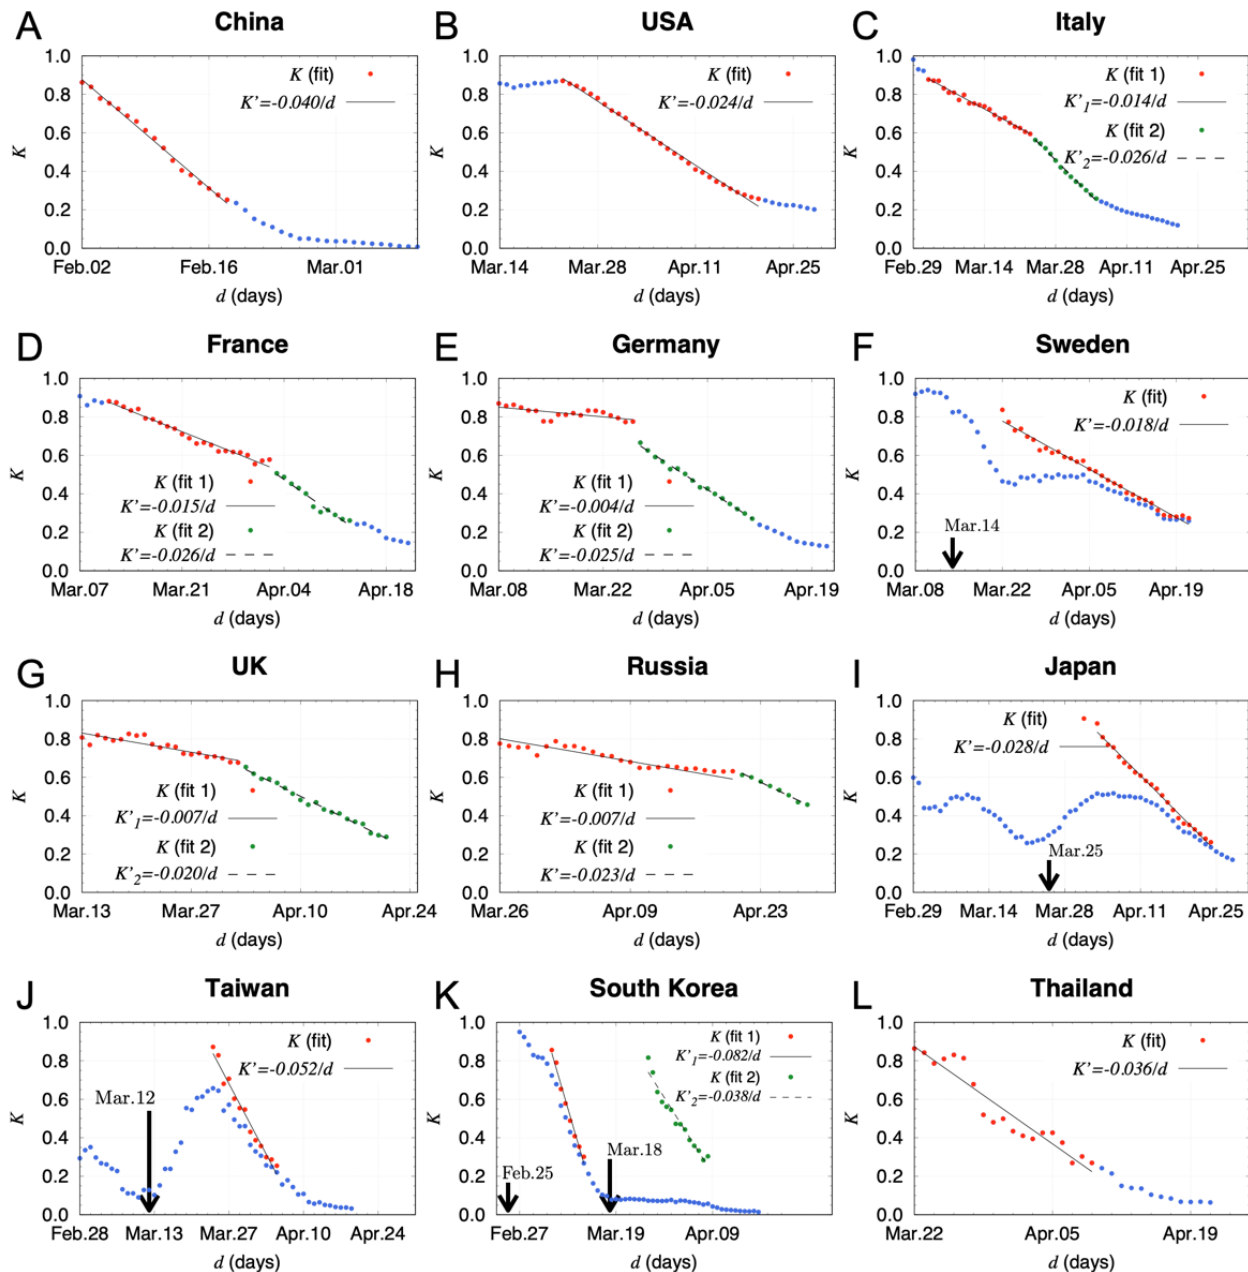 A China
K (fit)
K'=-0.040/d
1.0
0.8
0.6
0.4
0.2
0.0
K
Feb.02 Feb.16 Mar.01
d (days)
B USA
K (fit)
K'=-0.024/d
1.0
0.8
0.6
0.4
0.2
0.0
K
Mar.14 Mar.28 Apr.11 Apr.25
d (days)
C Italy
K (fit 1)
K'1=-0.014/d
K (fit 2)
K'2=-0.026/d
1.0
0.8
0.6
0.4
0.2
0.0
K
Feb.29 Mar.14 Mar.28 Apr.11 Apr.25
d (days)
D France
K (fit 1)
K'=-0.015/d
K (fit 2)
K'=-0.026/d
1.0
0.8
0.6
0.4
0.2
0.0
K
Mar.07 Mar.21 Apr.04 Apr.18
d (days)
E Germany
K (fit 1)
K'=-0.004/d
K (fit 2)
K'=-0.025/d
1.0
0.8
0.6
0.4
0.2
0.0
K
Mar.08 Mar.22 Apr.05 Apr.19
d (days)
F Sweden
K (fit)
K'=-0.018/d
Mar.14
1.0
0.8
0.6
0.4
0.2
0.0
K
Mar.08 Mar.22 Apr.05 Apr.19
d (days)
G UK
K (fit 1)
K'1=-0.007/d
K (fit 2)
K'2=-0.020/d
1.0
0.8
0.6
0.4
0.2
0.0
K
Mar.13 Mar.27 Apr.10 Apr.24
d (days)
H Russia
K (fit 1)
K'=-0.007/d
K (fit 2)
K'=-0.023/d
1.0
0.8
0.6
0.4
0.2
0.0
K
Mar.26 Apr.09 Apr.23
d (days)
I Japan
K (fit)
K'=-0.028/d
Mar.25
1.0
0.8
0.6
0.4
0.2
0.0
K
Feb.29 Mar.14 Mar.28 Apr.11 Apr.25
d (days)
J Taiwan
K (fit)
K'=-0.052/d
Mar.12
1.0
0.8
0.6
0.4
0.2
0.0
K
Feb.28 Mar.13 Mar.27 Apr.10 Apr.24
d (days)
K South Korea
K (fit 1)
K'1=-0.082/d
K (fit 2)
K'2=-0.038/d
Mar.18
Feb.25
1.0
0.8
0.6
0.4
0.2
0.0
K
Feb.27 Mar.19 Apr.09
d (days)
L Thailand
K (fit)
K'=-0.036/d
1.0
0.8
0.6
0.4
0.2
0.0
K
Mar.22 Apr.05 Apr.19
d (days)